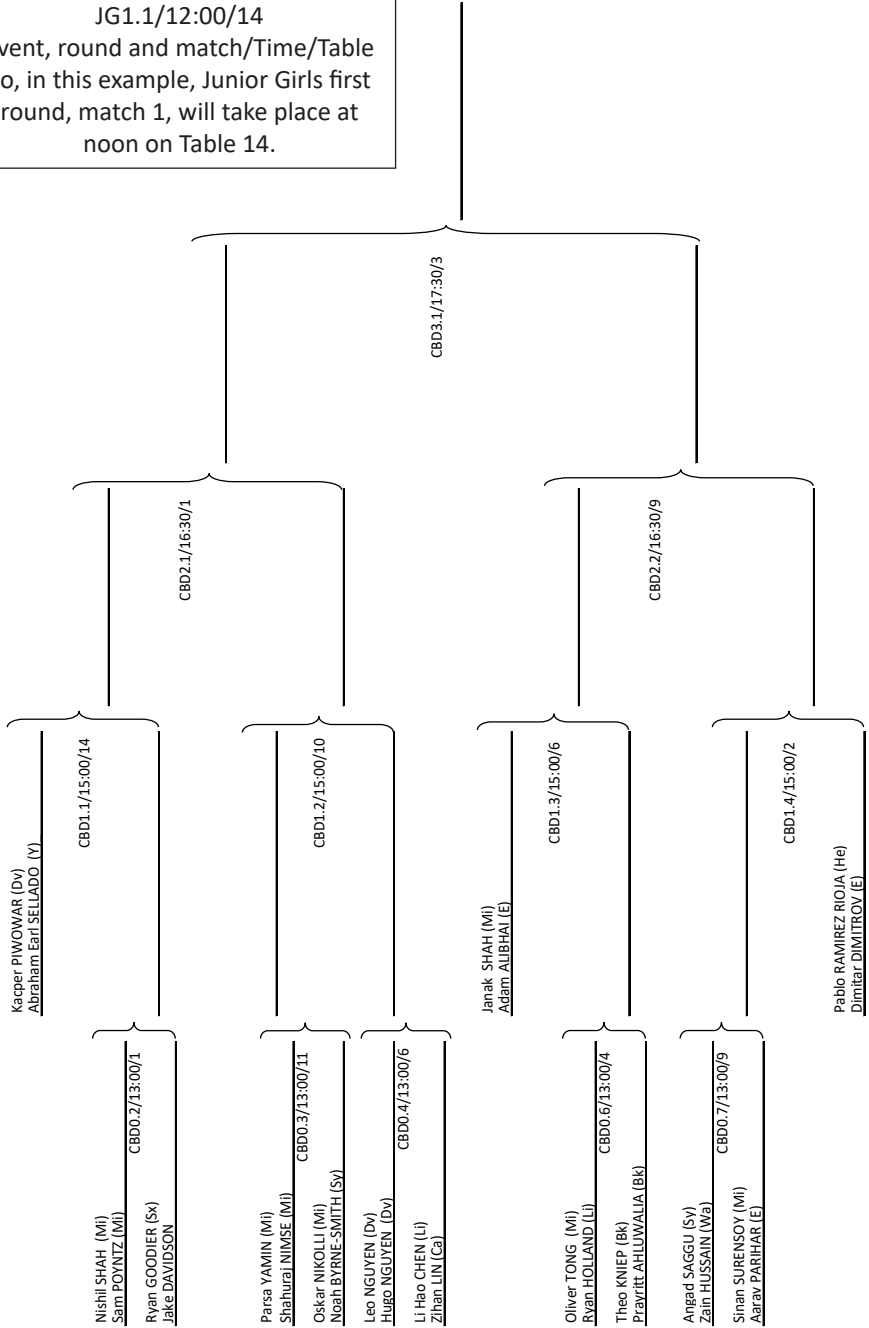 JG1.1/12:00/14
vent, round and match/Time/Table
o, in this example, Junior Girls first
round, match 1, will take place at
noon on Table 14.
CBD3.1/17:30/3
CBD2.1/16:30/1
CBD2.2/16:30/9
Kacper PIWOWAR (Dv)
Abraham Earl SELLADO (Y)
CBD1.1/15:00/14
CBD1.2/15:00/10
Janak SHAH (Mi)
Adam ALIBHAI (E)
CBD1.3/15:00/6
CBD1.4/15:00/2
Pablo RAMIREZ RIOJA (He)
Dimitar DIMITROV (E)
Nishil SHAH (Mi)
Sam POYNTZ (Mi)
CBD0.2/13:00/1
Ryan GOODIER (Sx)
Jake DAVIDSON
Parsa YAMIN (Mi)
Shahuraj NIMSE (Mi)
CBD0.3/13:00/11
Oskar NIKOLLI (Mi)
Noah BYRNE-SMITH (Sy)
Leo NGUYEN (Dv)
Hugo NGUYEN (Dv)
CBD0.4/13:00/6
Li Hao CHEN (Li)
Zihan LIN (Ca)
Oliver TONG (Mi)
Ryan HOLLAND (Li)
CBD0.6/13:00/4
Theo KNIEP (Bk)
Prayritt AHLUWALIA (Bk)
Angad SAGGU (Sy)
Zain HUSSAIN (Wa)
CBD0.7/13:00/9
Sinan SURENSOY (Mi)
Aarav PARIHAR (E)